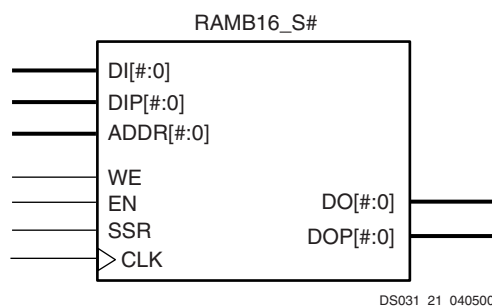 RAMB16_S#
DI[#:0]
DIP[#:0]
ADDR[#:0]
WE
EN
SSR
CLK
DO[#:0]
DOP[#:0]
DS031_21_040500